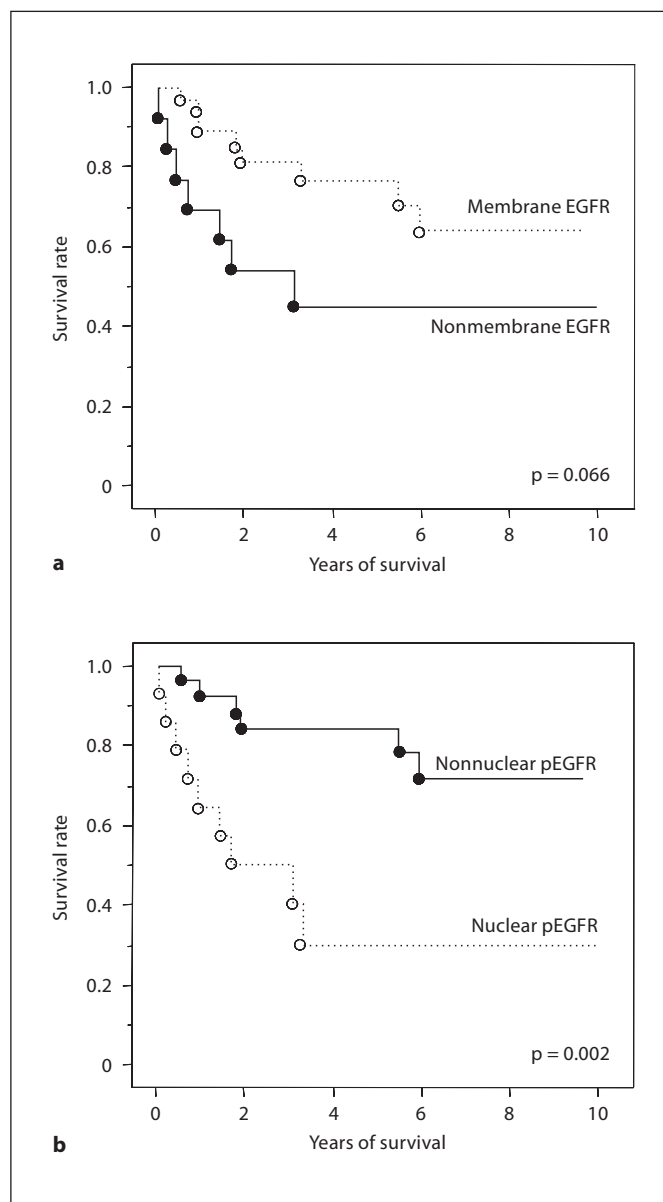 1.0
0.8
0.6
0.4
0.2
0
Survival rate
Membrane EGFR
Nonmembrane EGFR
p = 0.066
0 2 4 6 8 10
Years of survival
a
1.0
0.8
0.6
0.4
0.2
0
Survival rate
Nonnuclear pEGFR
Nuclear pEGFR
p = 0.002
0 2 4 6 8 10
Years of survival
b